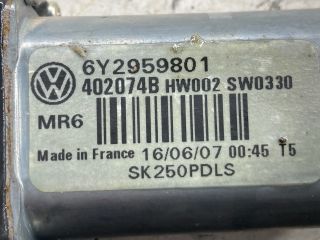 6Y2959801
402074B HW002 SW0330
MR6
Made in France 16/06/07 00:45 T5
SK250PDLS